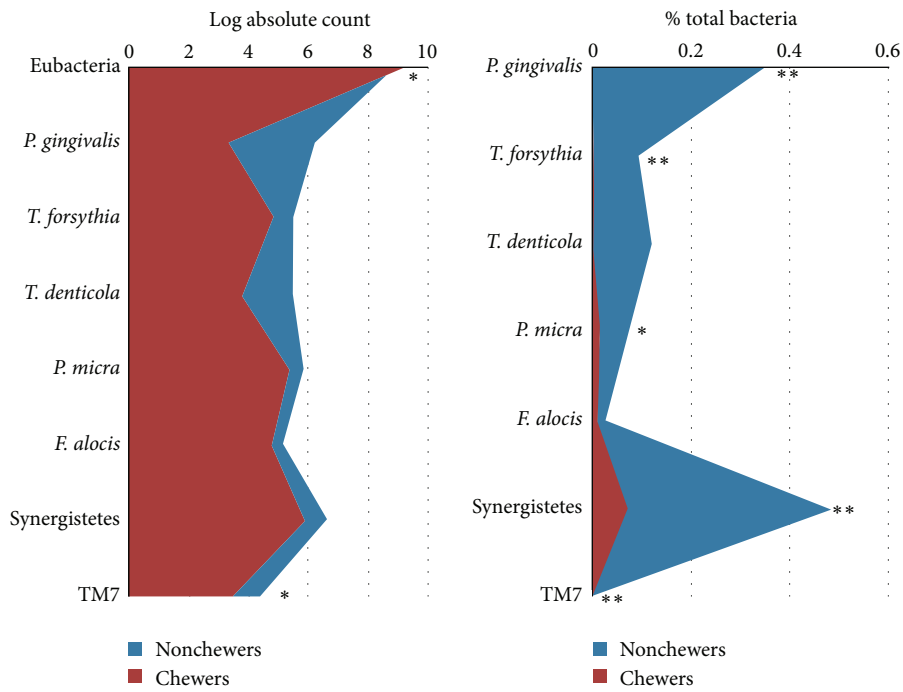 Log absolute count
0 2 4 6 8 10
Eubacteria
*
P. gingivalis
T. forsythia
T. denticola
P. micra
F. alocis
Synergistetes
TM7
*
Nonchewers
Chewers
% total bacteria
0 0.2 0.4 0.6
P. gingivalis
**
T. forsythia
**
T. denticola
P. micra
*
F. alocis
Synergistetes
**
TM7
**
Nonchewers
Chewers